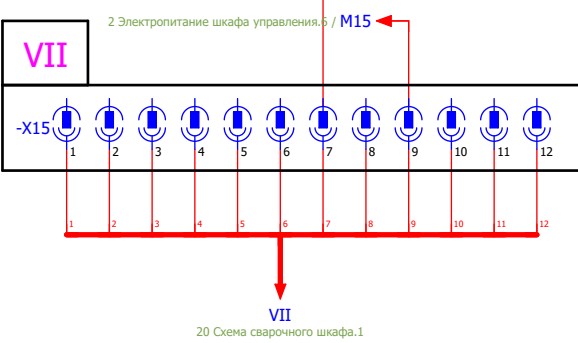 2 Электропитание шкафа управления.6 / M15
VII
-X15
1 2 3 4 5 6 7 8 9 10 11 12
1 2 3 4 5 6 7 8 9 10 11 12
VII
20 Схема сварочного шкафа.1